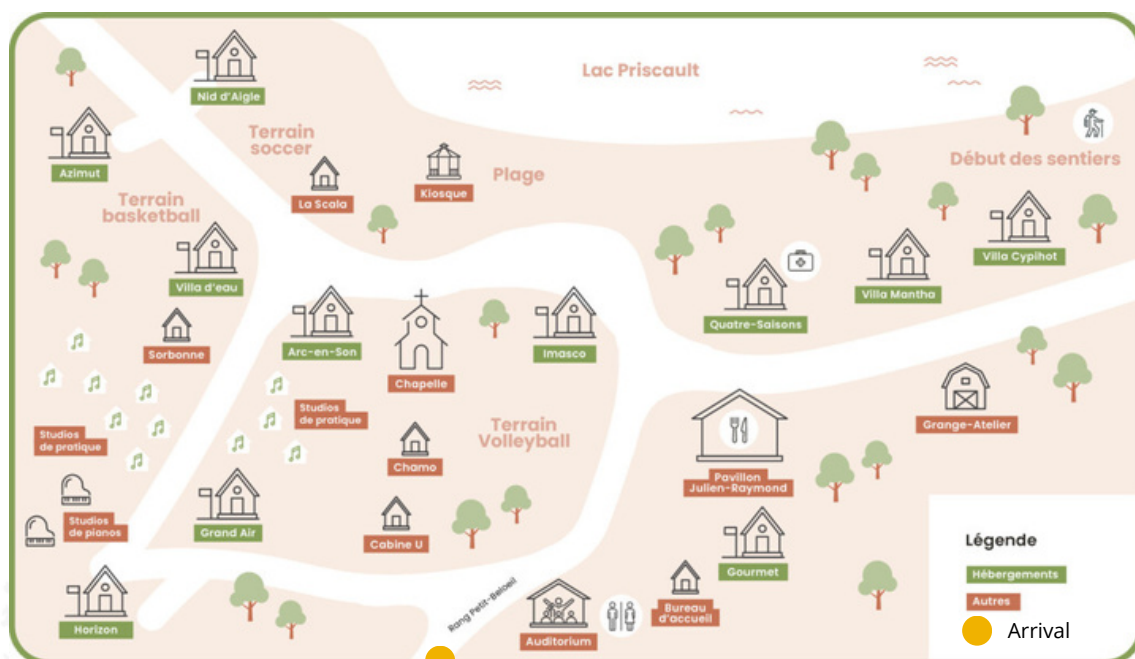 Lac Priscault
Nid d'Aigle
Terrain
soccer
Début des sentiers
Azimut
La Scala
Kiosque
Plage
Terrain
basketball
Villa Cypihot
Villa d'eau
Villa Mantha
Quatre-Saisons
Sorbonne
Arc-en-Son
Imasco
Chapelle
Studios
de pratique
Grange-Atelier
Terrain
Volleyball
Studios
de pratique
Chamo
Pavillon
Julien-Raymond
Studios
de pianos
Grand Air
Cabine U
Gourmet
Légende
Hébergements
Autres
Arrival
Rang Petit-Beloeil
Bureau
d'accueil
Horizon
Auditorium